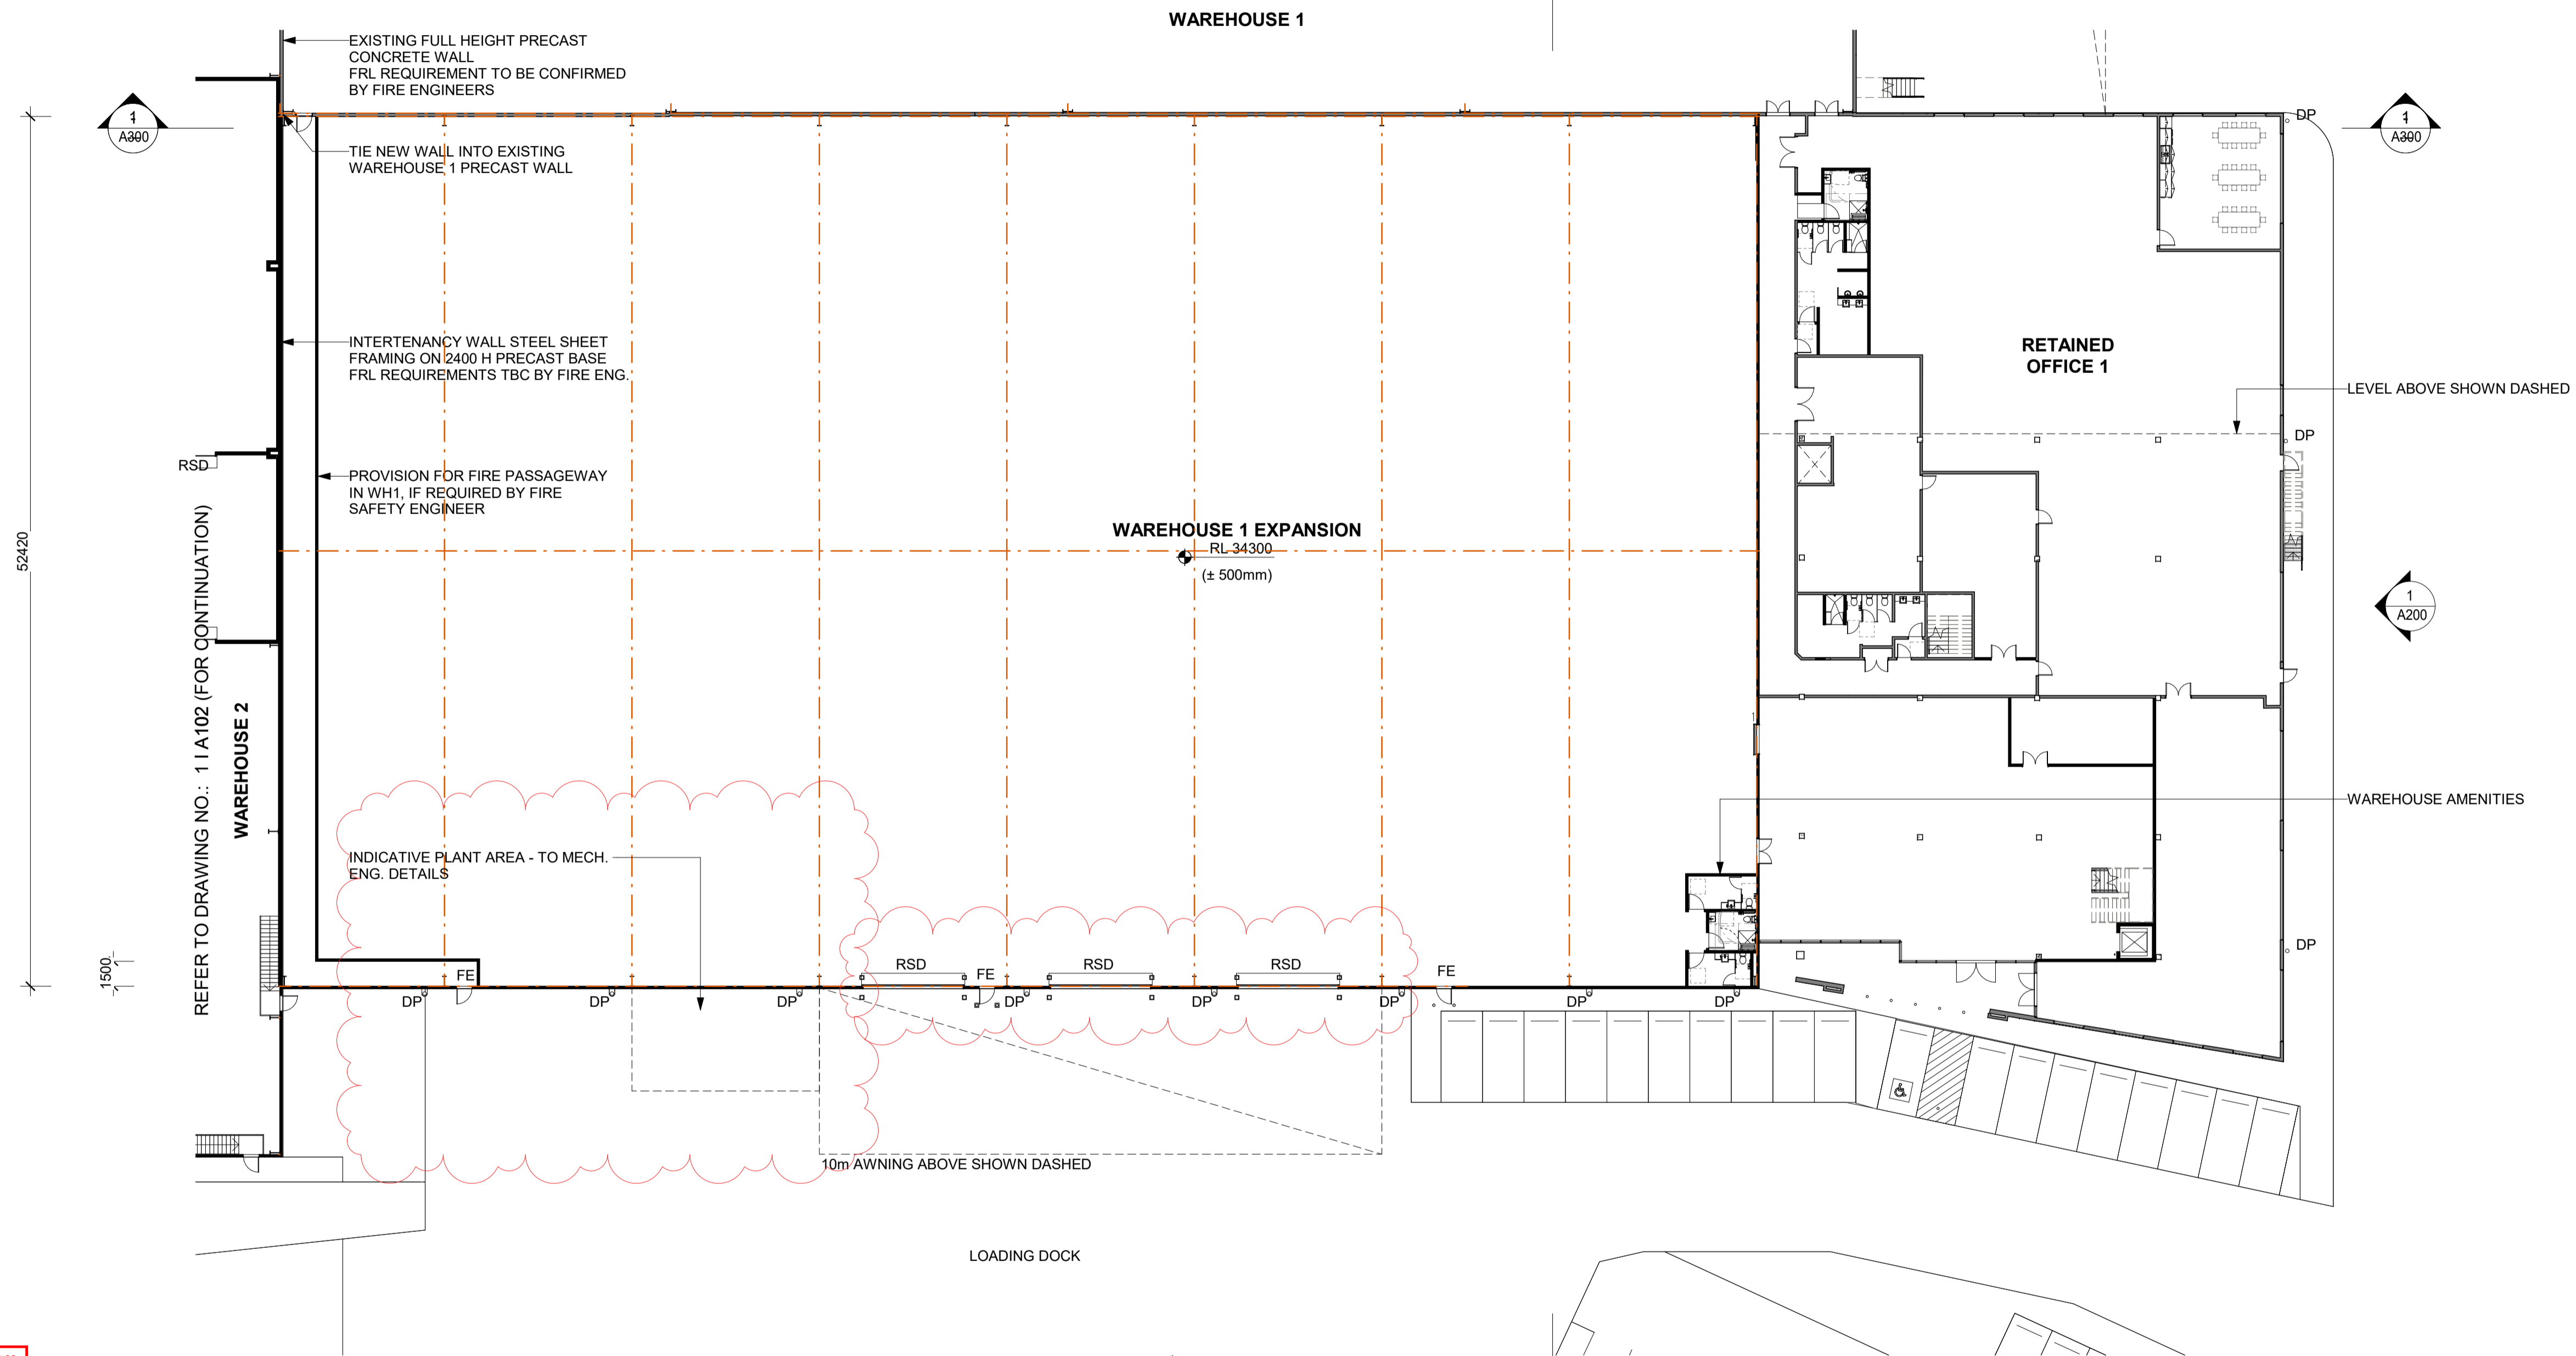 WAREHOUSE 1
EXISTING FULL HEIGHT PRECAST
CONCRETE WALL
FRL REQUIREMENT TO BE CONFIRMED
BY FIRE ENGINEERS
1
A300
1
A300
DP
TIE NEW WALL INTO EXISTING
WAREHOUSE 1 PRECAST WALL
INTERTENANCY WALL STEEL SHEET
FRAMING ON 2400 H PRECAST BASE
FRL REQUIREMENTS TBC BY FIRE ENG.
RETAINED
OFFICE 1
LEVEL ABOVE SHOWN DASHED
DP
RSD
PROVISION FOR FIRE PASSAGEWAY
IN WH1, IF REQUIRED BY FIRE
SAFETY ENGINEER
52420
REFER TO DRAWING NO.: 1 I A102 (FOR CONTINUATION)
WAREHOUSE 2
WAREHOUSE 1 EXPANSION
RL 34300
(± 500mm)
1
A200
WAREHOUSE AMENITIES
INDICATIVE PLANT AREA - TO MECH.
ENG. DETAILS
1500
FE
RSD
FE
RSD
RSD
FE
DP
DP
DP
DP
DP
DP
DP
DP
DP
10m AWNING ABOVE SHOWN DASHED
LOADING DOCK